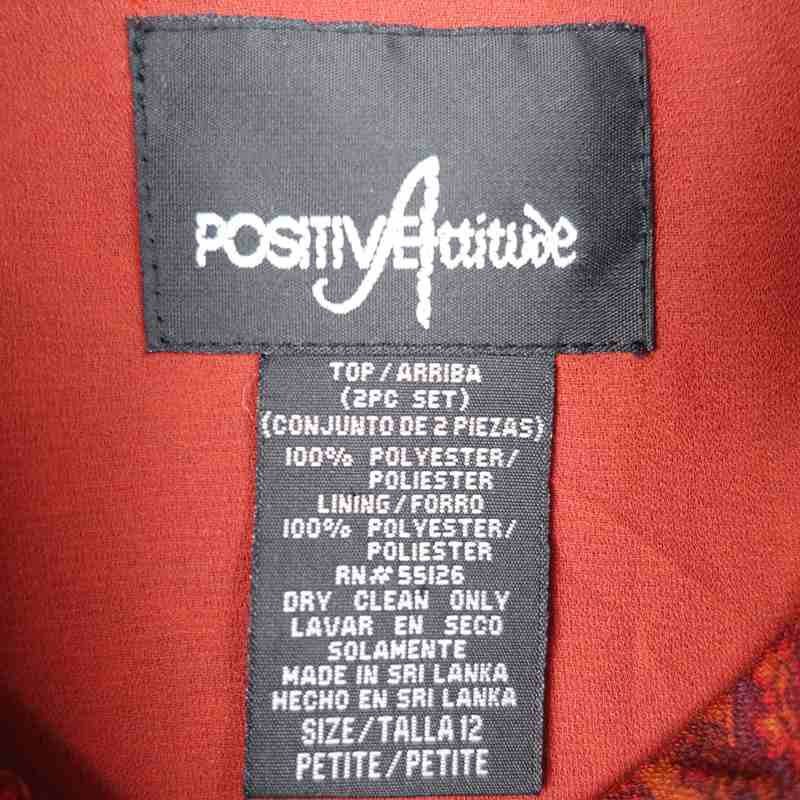 POSITIVE Attitude
TOP/ARRIBA
(2PC SET)
(CONJUNTO DE 2 PIEZAS)
100% POLYESTER/
POLIESTER
LINING/FORRO
100% POLYESTER/
POLIESTER
RN#55126
DRY CLEAN ONLY
LAVAR EN SECO
SOLAMENTE
MADE IN SRI LANKA
HECHO EN SRI LANKA
SIZE/TALLA 12
PETITE/PETITE